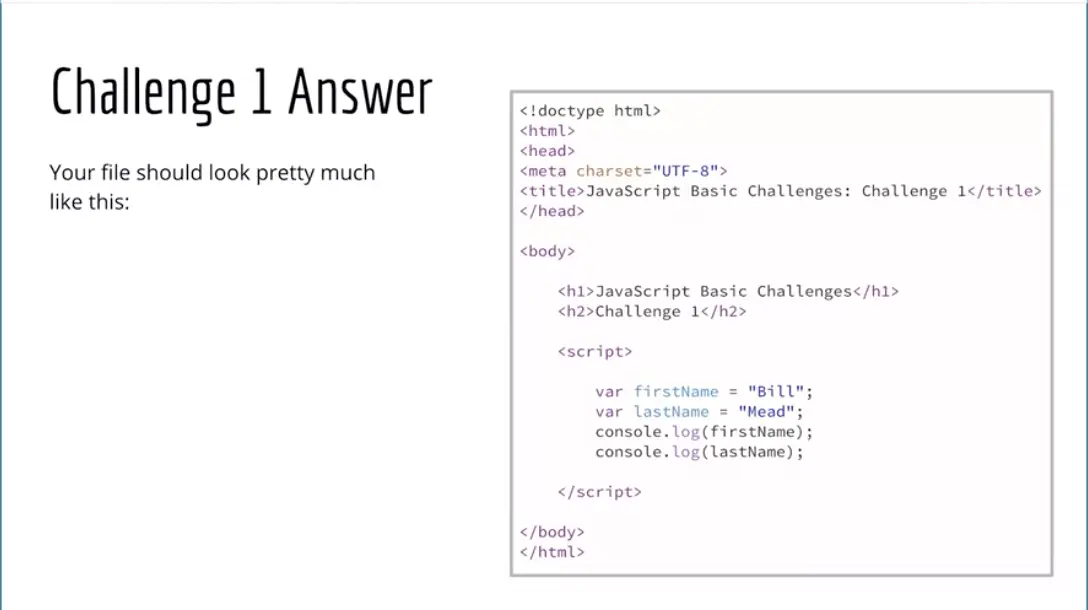 Challenge 1 Answer
Your file should look pretty much
like this:
<!doctype html>
<html>
<head>
<meta charset="UTF-8">
<title>JavaScript Basic Challenges: Challenge 1</title>
</head>
<body>
<h1>JavaScript Basic Challenges</h1>
<h2>Challenge 1</h2>
<script>
var firstName = "Bill";
var lastName = "Mead";
console.log(firstName);
console.log(lastName);
</script>
</body>
</html>